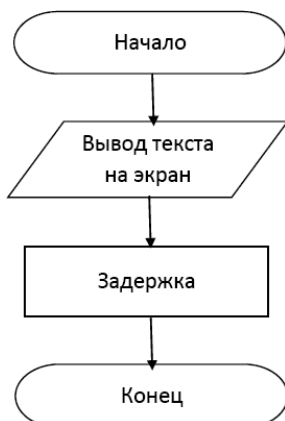 Начало
Вывод текста
на экран
Задержка
Конец